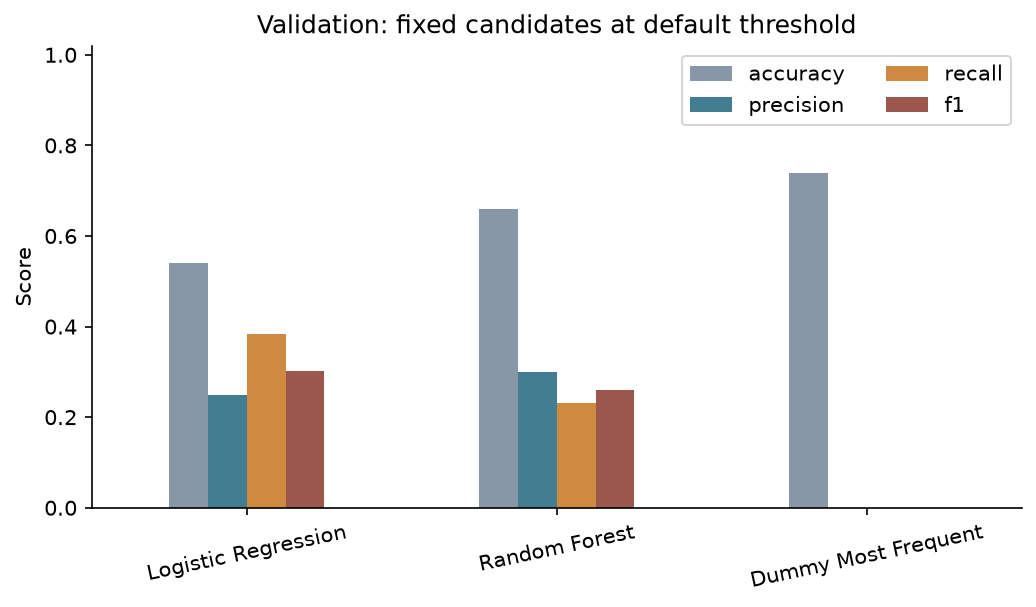 Validation: fixed candidates at default threshold
accuracy
precision
recall
f1
Score
1.0
0.8
0.6
0.4
0.2
0.0
Logistic Regression
Random Forest
Dummy Most Frequent